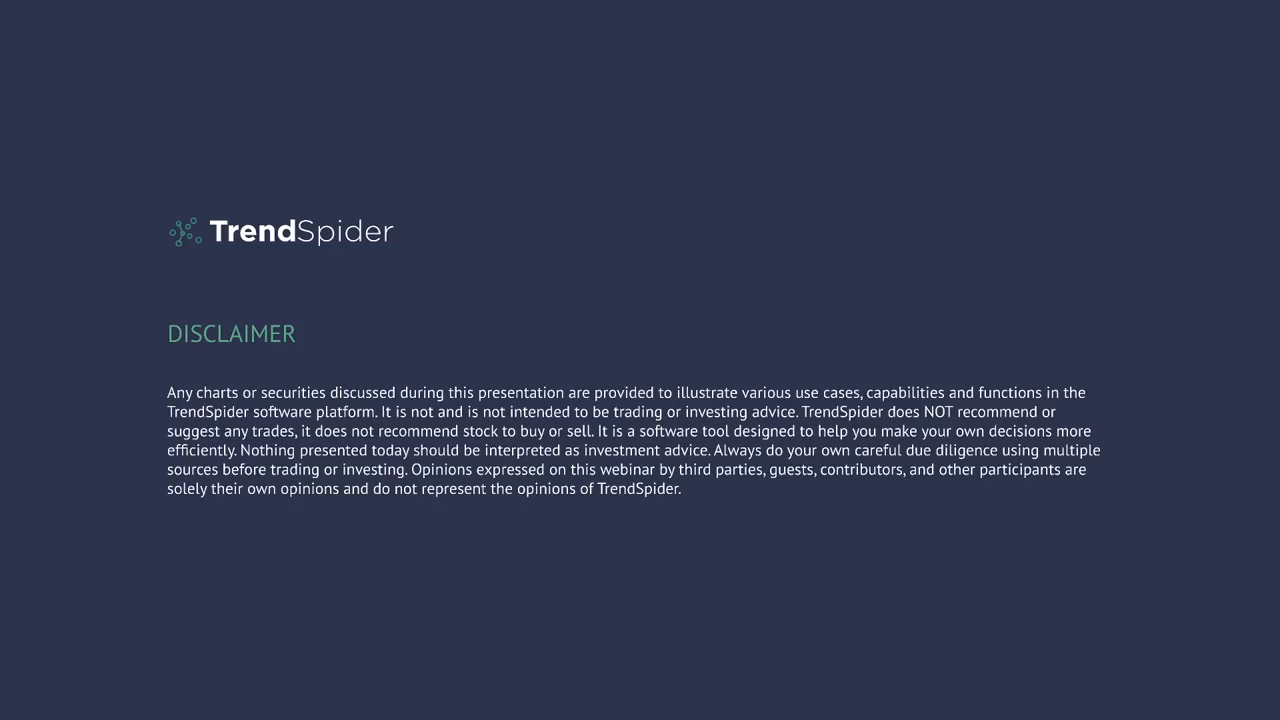 TrendSpider
DISCLAIMER
Any charts or securities discussed during this presentation are provided to illustrate various use cases, capabilities and functions in the
TrendSpider software platform. It is not and is not intended to be trading or investing advice. TrendSpider does NOT recommend or
suggest any trades, it does not recommend stock to buy or sell. It is a software tool designed to help you make your own decisions more
efficiently. Nothing presented today should be interpreted as investment advice. Always do your own careful due diligence using multiple
sources before trading or investing. Opinions expressed on this webinar by third parties, guests, contributors, and other participants are
solely their own opinions and do not represent the opinions of TrendSpider.